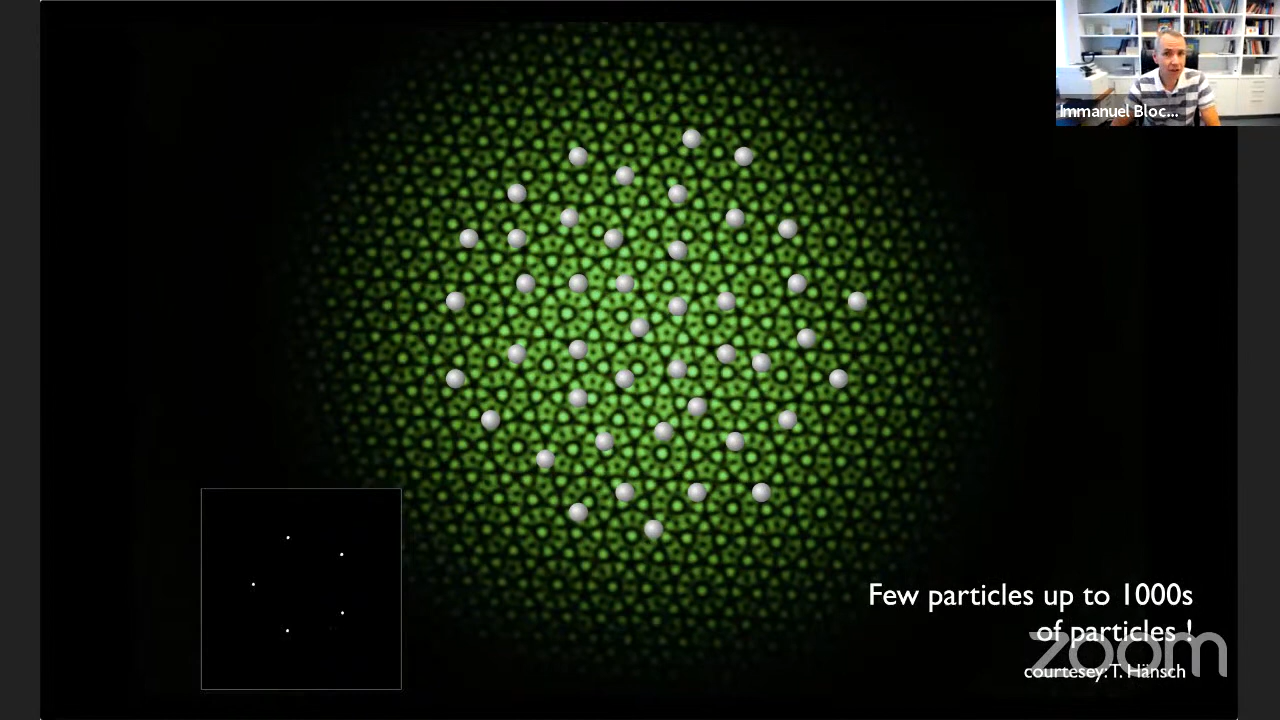 Immanuel Bloc...
Few particles up to 1000s
of particles !
zoom
courtesey: T. Hänsch